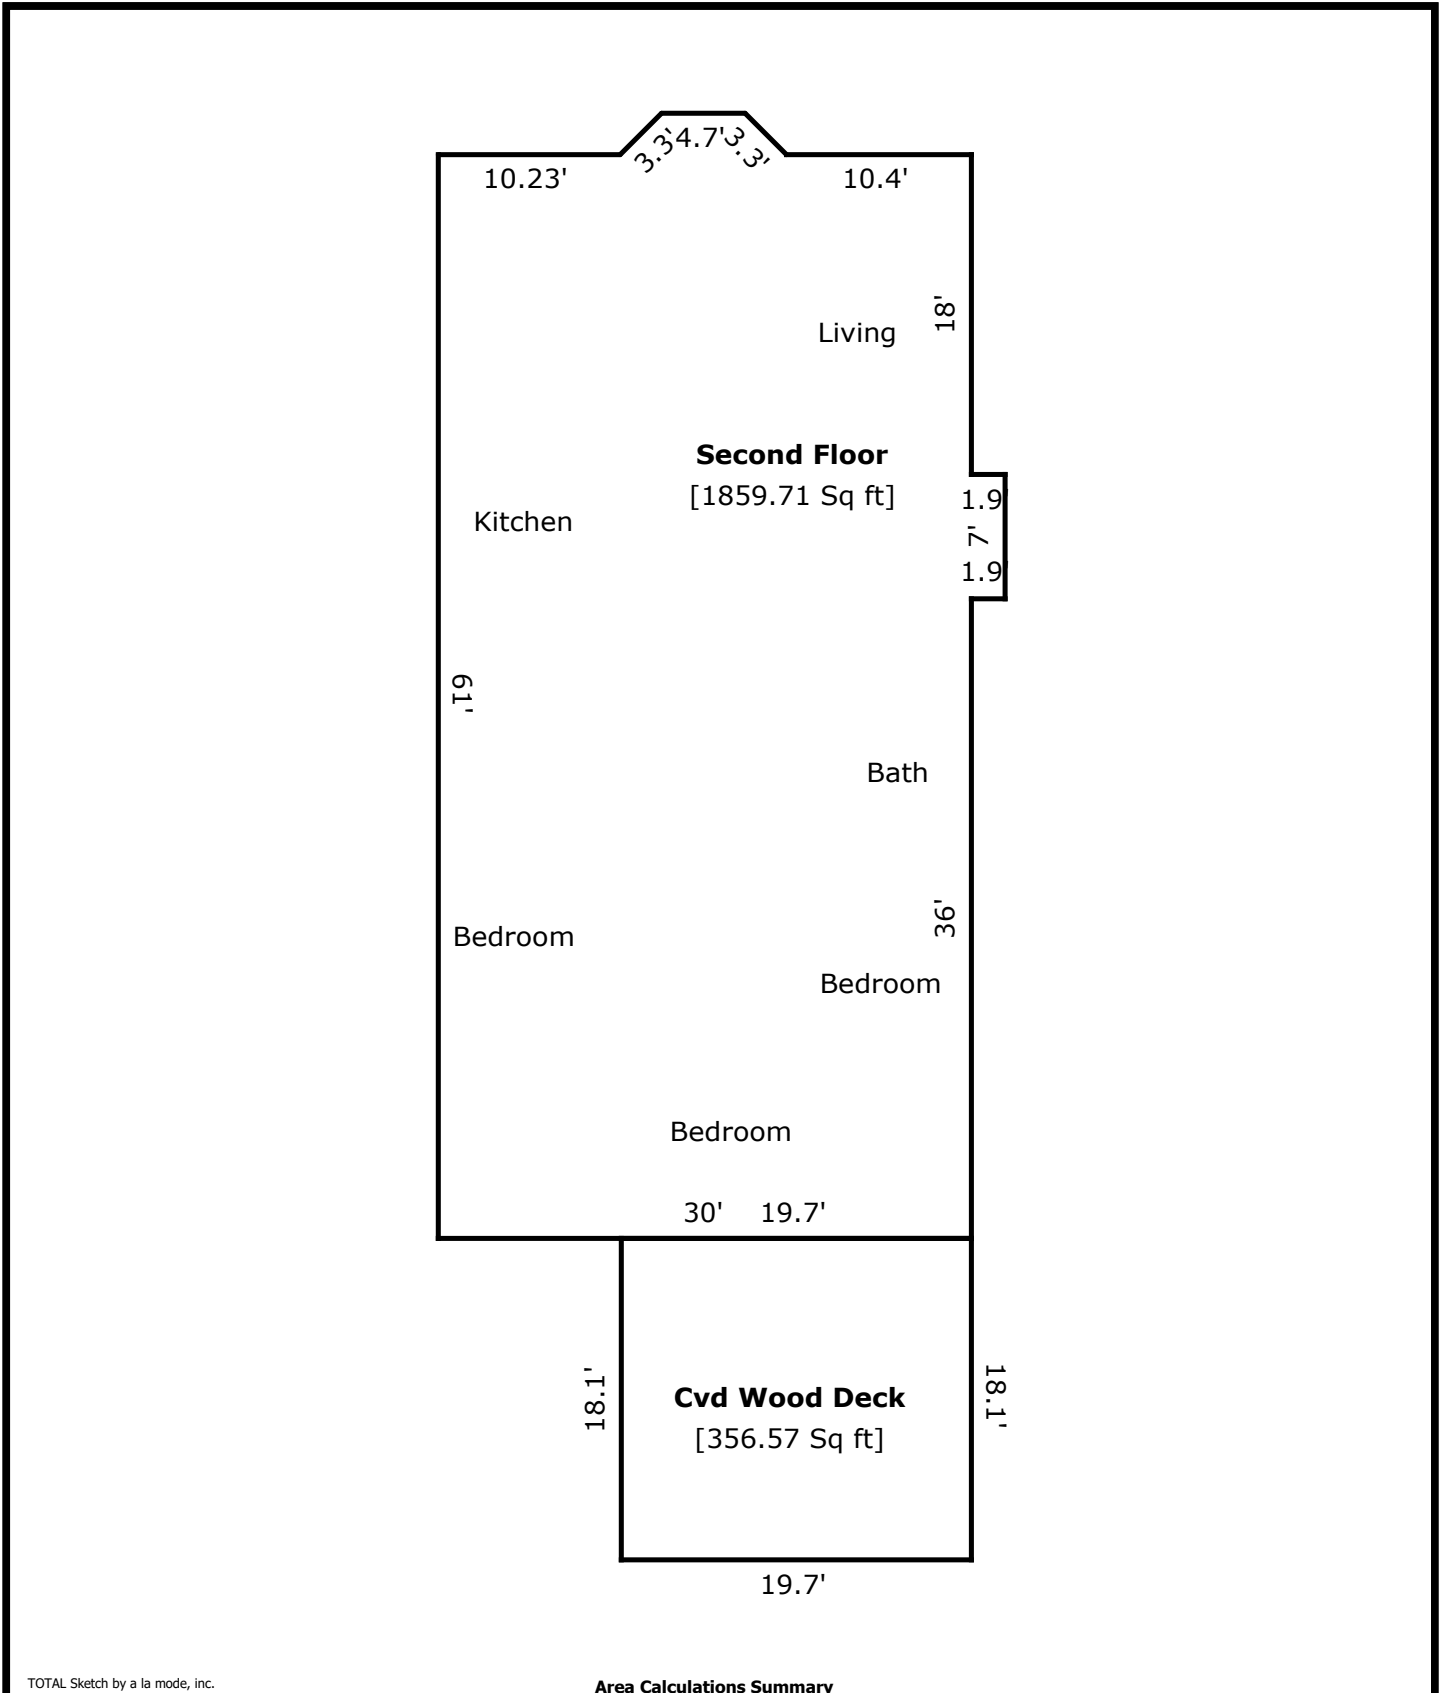 3.3' 4.7' 3.3'
10.23' 10.4'
18'
Living
Second Floor
[1859.71 Sq ft]
1.9'
Kitchen
7'
1.9'
61'
Bath
36'
Bedroom
Bedroom
Bedroom
30' 19.7'
18.1'
18.1'
Cvd Wood Deck
[356.57 Sq ft]
19.7'
TOTAL Sketch by a la mode, inc.
Area Calculations Summary